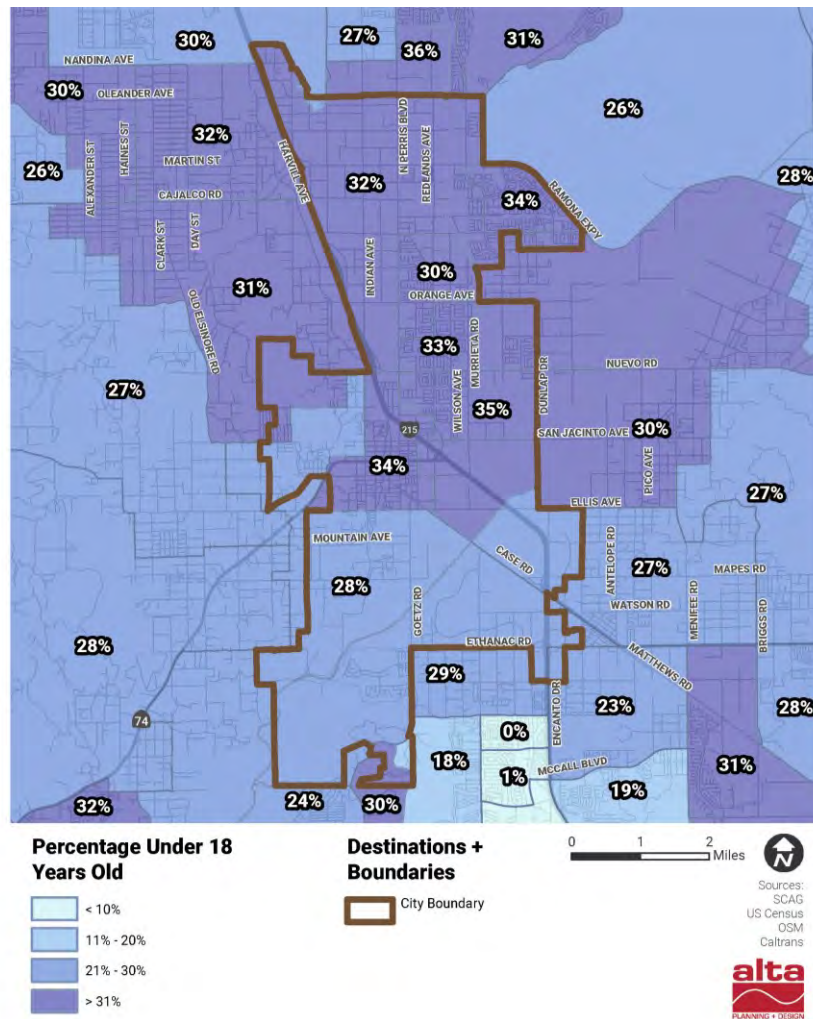 30%
27%
36%
31%
NANDINA AVE
30%
OLEANDER AVE
26%
N PERRIS BLVD
REDLANDS AVE
HAINES ST
32%
HARVILL AVE
MARTIN ST
26%
ALEXANDER ST
32%
28%
CAJALCO RD
34%
RAMONA EXPY
CLARK ST
DAY ST
INDIAN AVE
30%
31%
ORANGE AVE
OLD ELSINORE RD
33%
MURRIETA RD
NUEVO RD
27%
WILSON AVE
35%
DUNLAP DR
215
SAN JACINTO AVE
30%
34%
PICO AVE
27%
ELLIS AVE
MOUNTAIN AVE
CASE RD
ANTELOPE RD
27%
MAPES RD
28%
GOETZ RD
WATSON RD
MENIFEE RD
BRIGGS RD
28%
ETHANAC RD
MATTHEWS RD
29%
ENCANTO DR
23%
28%
74
0%
18%
MCCALL BLVD
31%
1%
19%
32%
24%
30%
Percentage Under 18
Years Old
< 10%
11% - 20%
21% - 30%
> 31%
Destinations +
Boundaries
City Boundary
0 1 2
Miles
N
Sources:
SCAG
US Census
OSM
Caltrans
alta
PLANNING + DESIGN